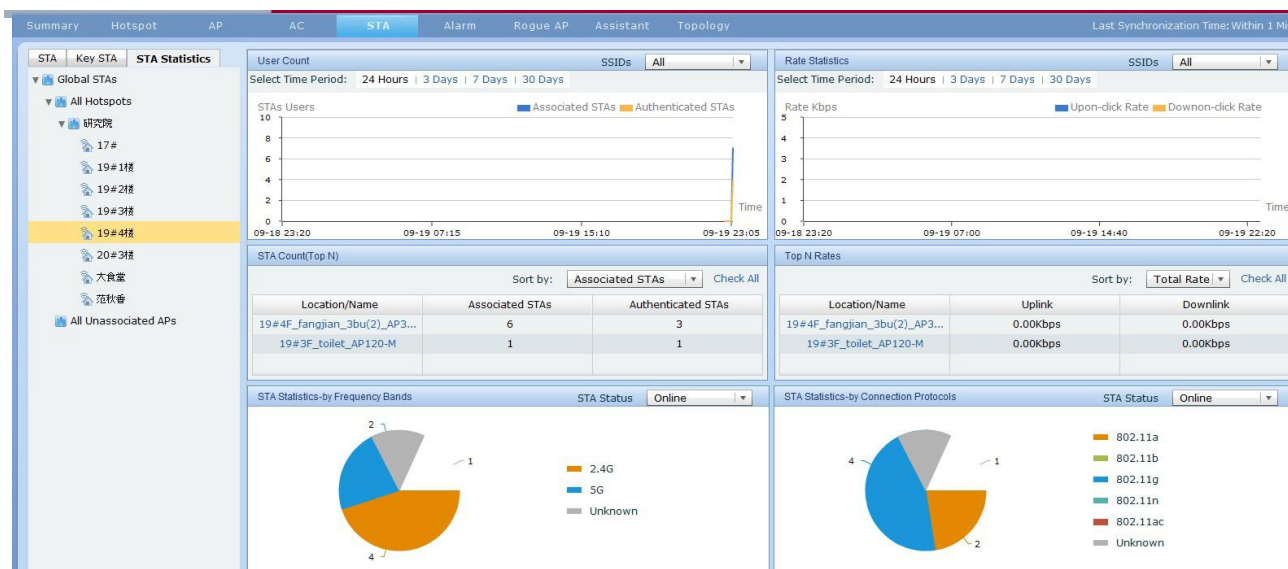 Summary Hotspot AP AC STA Alarm Rogue AP Assistant Topology Last Synchronization Time: Within 1 Mi
STA Key STA STA Statistics
Global STAs
All Hotspots
研究院
17#
19#1楼
19#2楼
19#3楼
19#4楼
20#3楼
大食堂
范秋香
All Unassociated APs
User Count SSIDs All
Select Time Period: 24 Hours | 3 Days | 7 Days | 30 Days
STAs Users Associated STAs Authenticated STAs
10
8
6
4
2
0
Time
09-18 23:20 09-19 07:15 09-19 15:10 09-19 23:05
Rate Statistics SSIDs All
Select Time Period: 24 Hours | 3 Days | 7 Days | 30 Days
Rate Kbps Upon-click Rate Downon-click Rate
5
4
3
2
1
0
Time
09-18 23:20 09-19 07:00 09-19 14:40 09-19 22:20
STA Count(Top N)
Sort by: Associated STAs Check All
Location/Name Associated STAs Authenticated STAs
19#4F_fangjian_3bu(2)_AP3... 6 3
19#3F_toilet_AP120-M 1 1
Top N Rates
Sort by: Total Rate Check All
Location/Name Uplink Downlink
19#4F_fangjian_3bu(2)_AP3... 0.00Kbps 0.00Kbps
19#3F_toilet_AP120-M 0.00Kbps 0.00Kbps
STA Statistics-by Frequency Bands STA Status Online
2
1
4
2.4G
5G
Unknown
STA Statistics-by Connection Protocols STA Status Online
4
1
2
802.11a
802.11b
802.11g
802.11n
802.11ac
Unknown